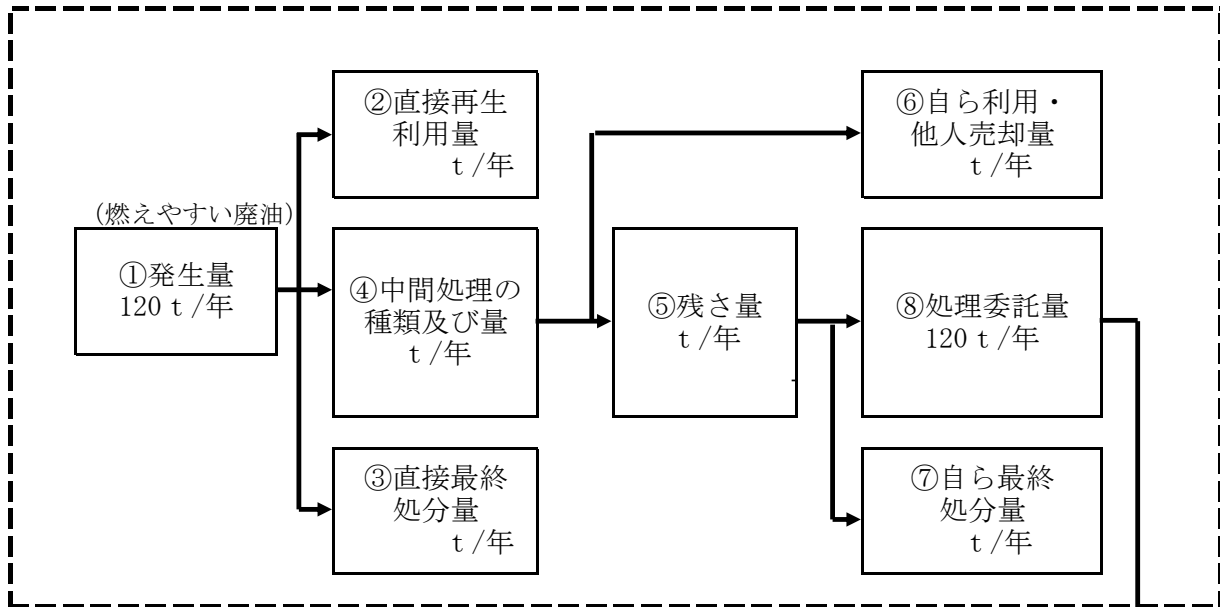 (燃えやすい廃油)
①発生量
120 t/年
②直接再生
利用量
t/年
④中間処理の
種類及び量
t/年
③直接最終
処分量
t/年
⑤残さ量
t/年
⑥自ら利用・
他人売却量
t/年
⑧処理委託量
120 t/年
⑦自ら最終
処分量
t/年